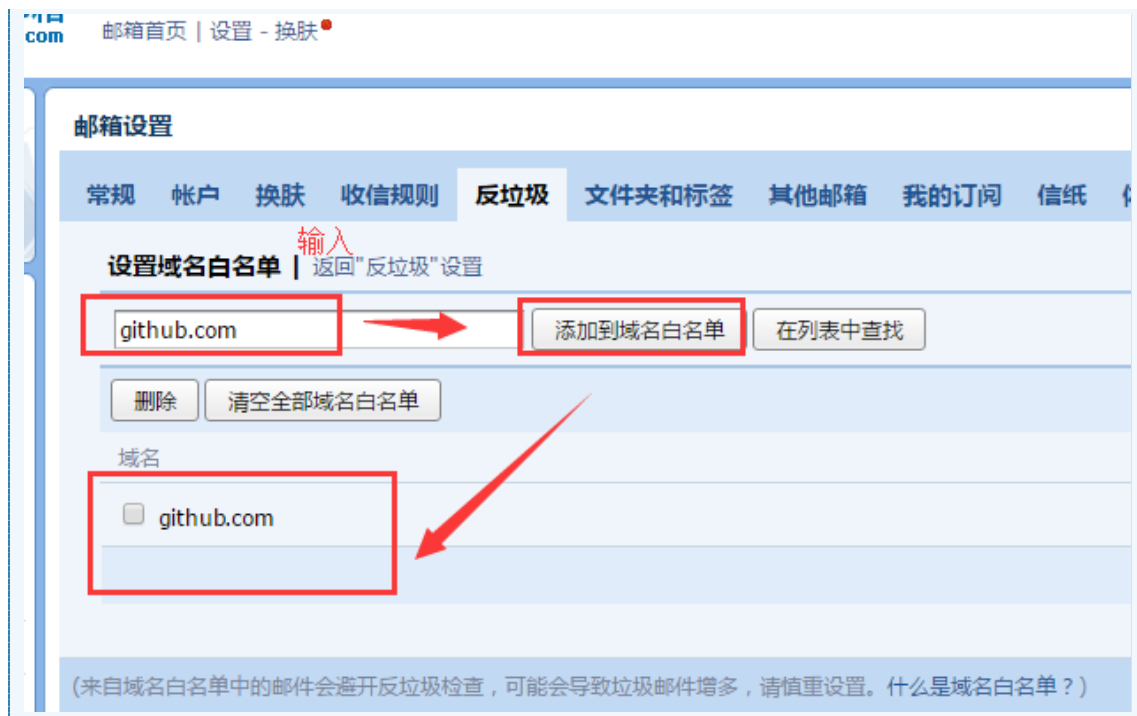 com
邮箱首页 | 设置 - 换肤
邮箱设置
常规 帐户 换肤 收信规则 反垃圾 文件夹和标签 其他邮箱 我的订阅 信纸
输入
设置域名白名单 | 返回"反垃圾"设置
github.com 添加到域名白名单 在列表中查找
删除 清空全部域名白名单
域名
github.com
(来自域名白名单中的邮件会避开反垃圾检查，可能会导致垃圾邮件增多，请慎重设置。什么是域名白名单？)